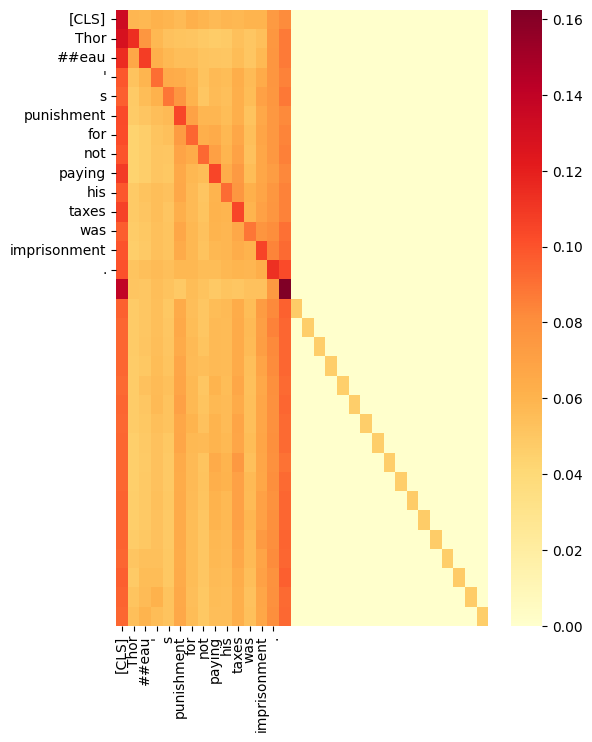 [CLS]
Thor
##eau
'
s
punishment
for
not
paying
his
taxes
was
imprisonment
.
0.16
0.14
0.12
0.10
0.08
0.06
0.04
0.02
0.00
[CLS]
Thor
##eau
'
s
punishment
for
not
paying
his
taxes
was
imprisonment
.